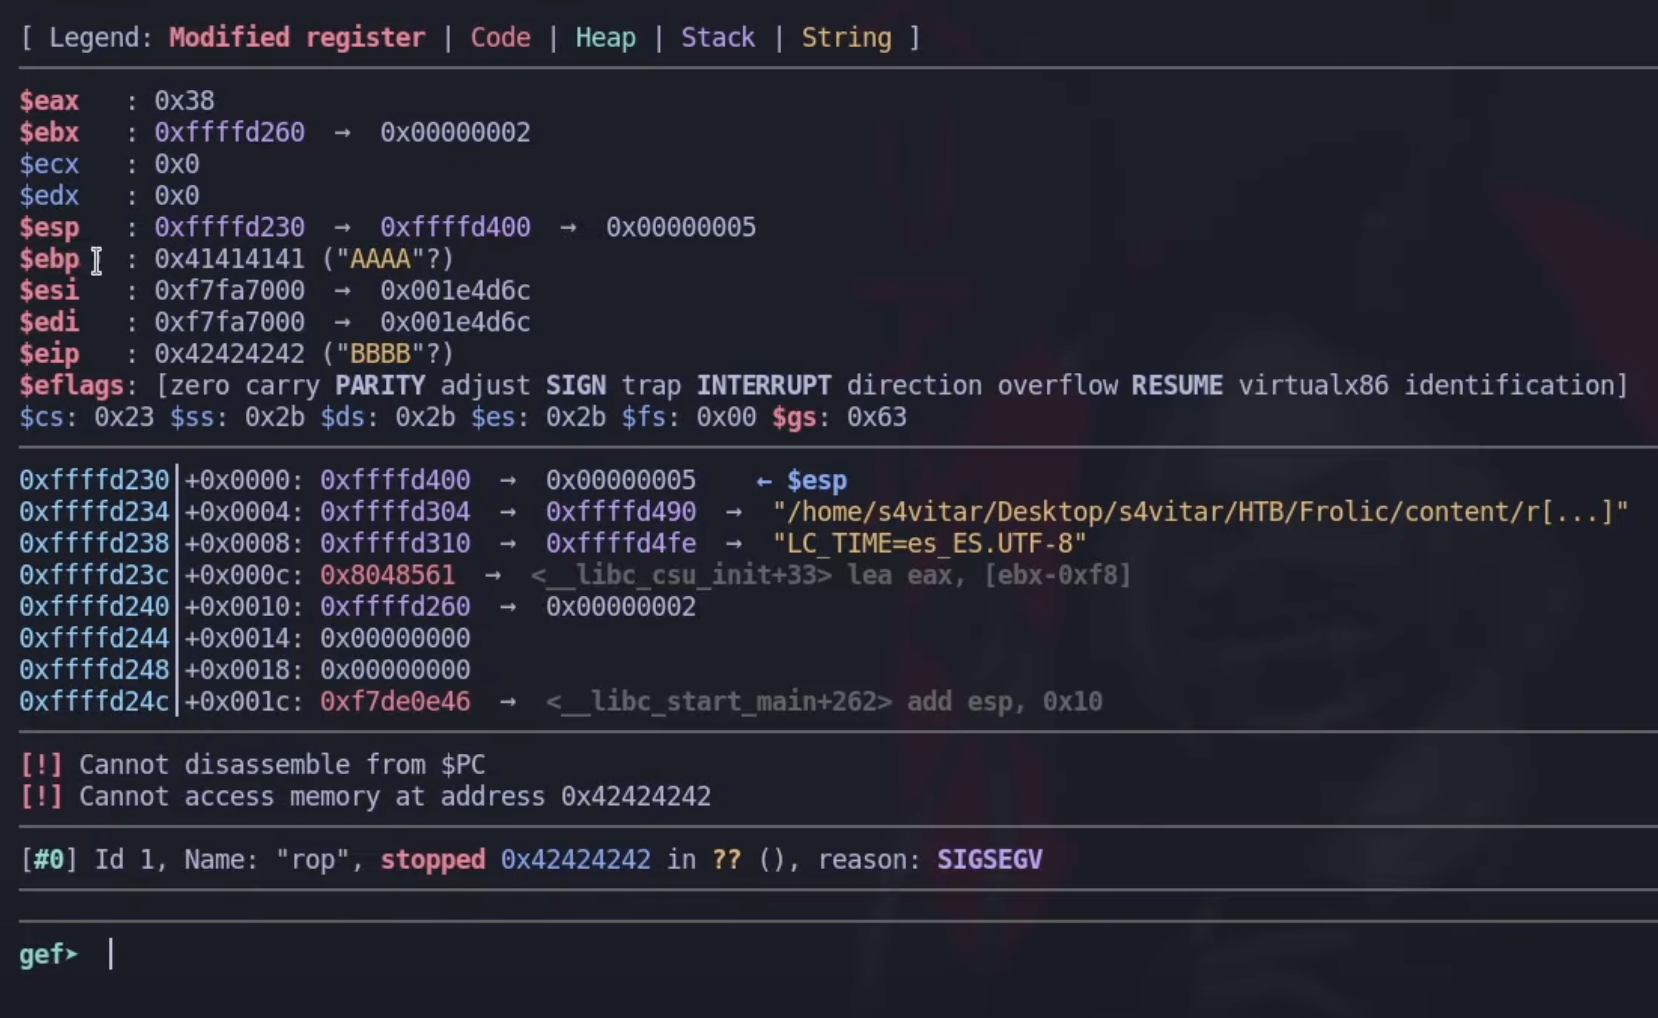 [ Legend: Modified register | Code | Heap | Stack | String ]
$eax   : 0x38
$ebx   : 0xffffd260  →  0x00000002
$ecx   : 0x0
$edx   : 0x0
$esp   : 0xffffd230  →  0xffffd400  →  0x00000005
$ebp   : 0x41414141 ("AAAA"?)
$esi   : 0xf7fa7000  →  0x001e4d6c
$edi   : 0xf7fa7000  →  0x001e4d6c
$eip   : 0x42424242 ("BBBB"?)
$eflags: [zero carry PARITY adjust SIGN trap INTERRUPT direction overflow RESUME virtualx86 identification]
$cs: 0x23 $ss: 0x2b $ds: 0x2b $es: 0x2b $fs: 0x00 $gs: 0x63
0xffffd230│+0x0000: 0xffffd400  →  0x00000005    ← $esp
0xffffd234│+0x0004: 0xffffd304  →  0xffffd490  →  "/home/s4vitar/Desktop/s4vitar/HTB/Frolic/content/r[...]"
0xffffd238│+0x0008: 0xffffd310  →  0xffffd4fe  →  "LC_TIME=es_ES.UTF-8"
0xffffd23c│+0x000c: 0x8048561  →  <__libc_csu_init+33> lea eax, [ebx-0xf8]
0xffffd240│+0x0010: 0xffffd260  →  0x00000002
0xffffd244│+0x0014: 0x00000000
0xffffd248│+0x0018: 0x00000000
0xffffd24c│+0x001c: 0xf7de0e46  →  <__libc_start_main+262> add esp, 0x10
[!] Cannot disassemble from $PC
[!] Cannot access memory at address 0x42424242
[#0] Id 1, Name: "rop", stopped 0x42424242 in ?? (), reason: SIGSEGV
gef➤